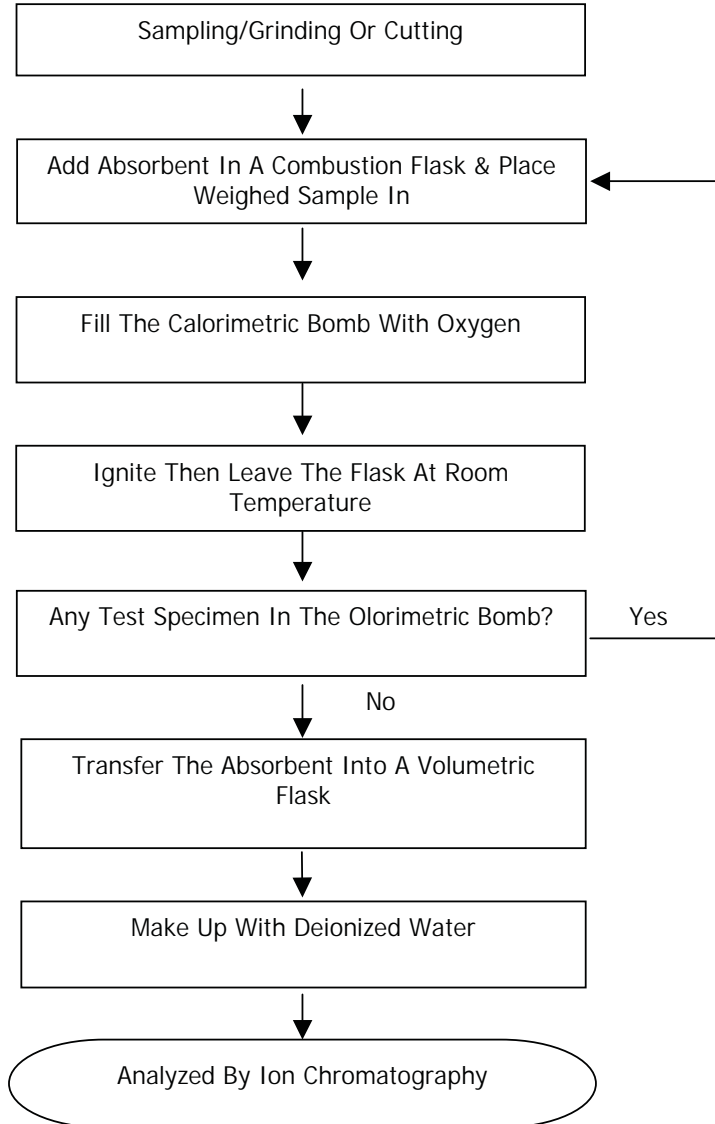 Sampling/Grinding Or Cutting
Add Absorbent In A Combustion Flask & Place
Weighed Sample In
Fill The Calorimetric Bomb With Oxygen
Ignite Then Leave The Flask At Room
Temperature
Any Test Specimen In The Olorimetric Bomb?
Yes
No
Transfer The Absorbent Into A Volumetric
Flask
Make Up With Deionized Water
Analyzed By Ion Chromatography